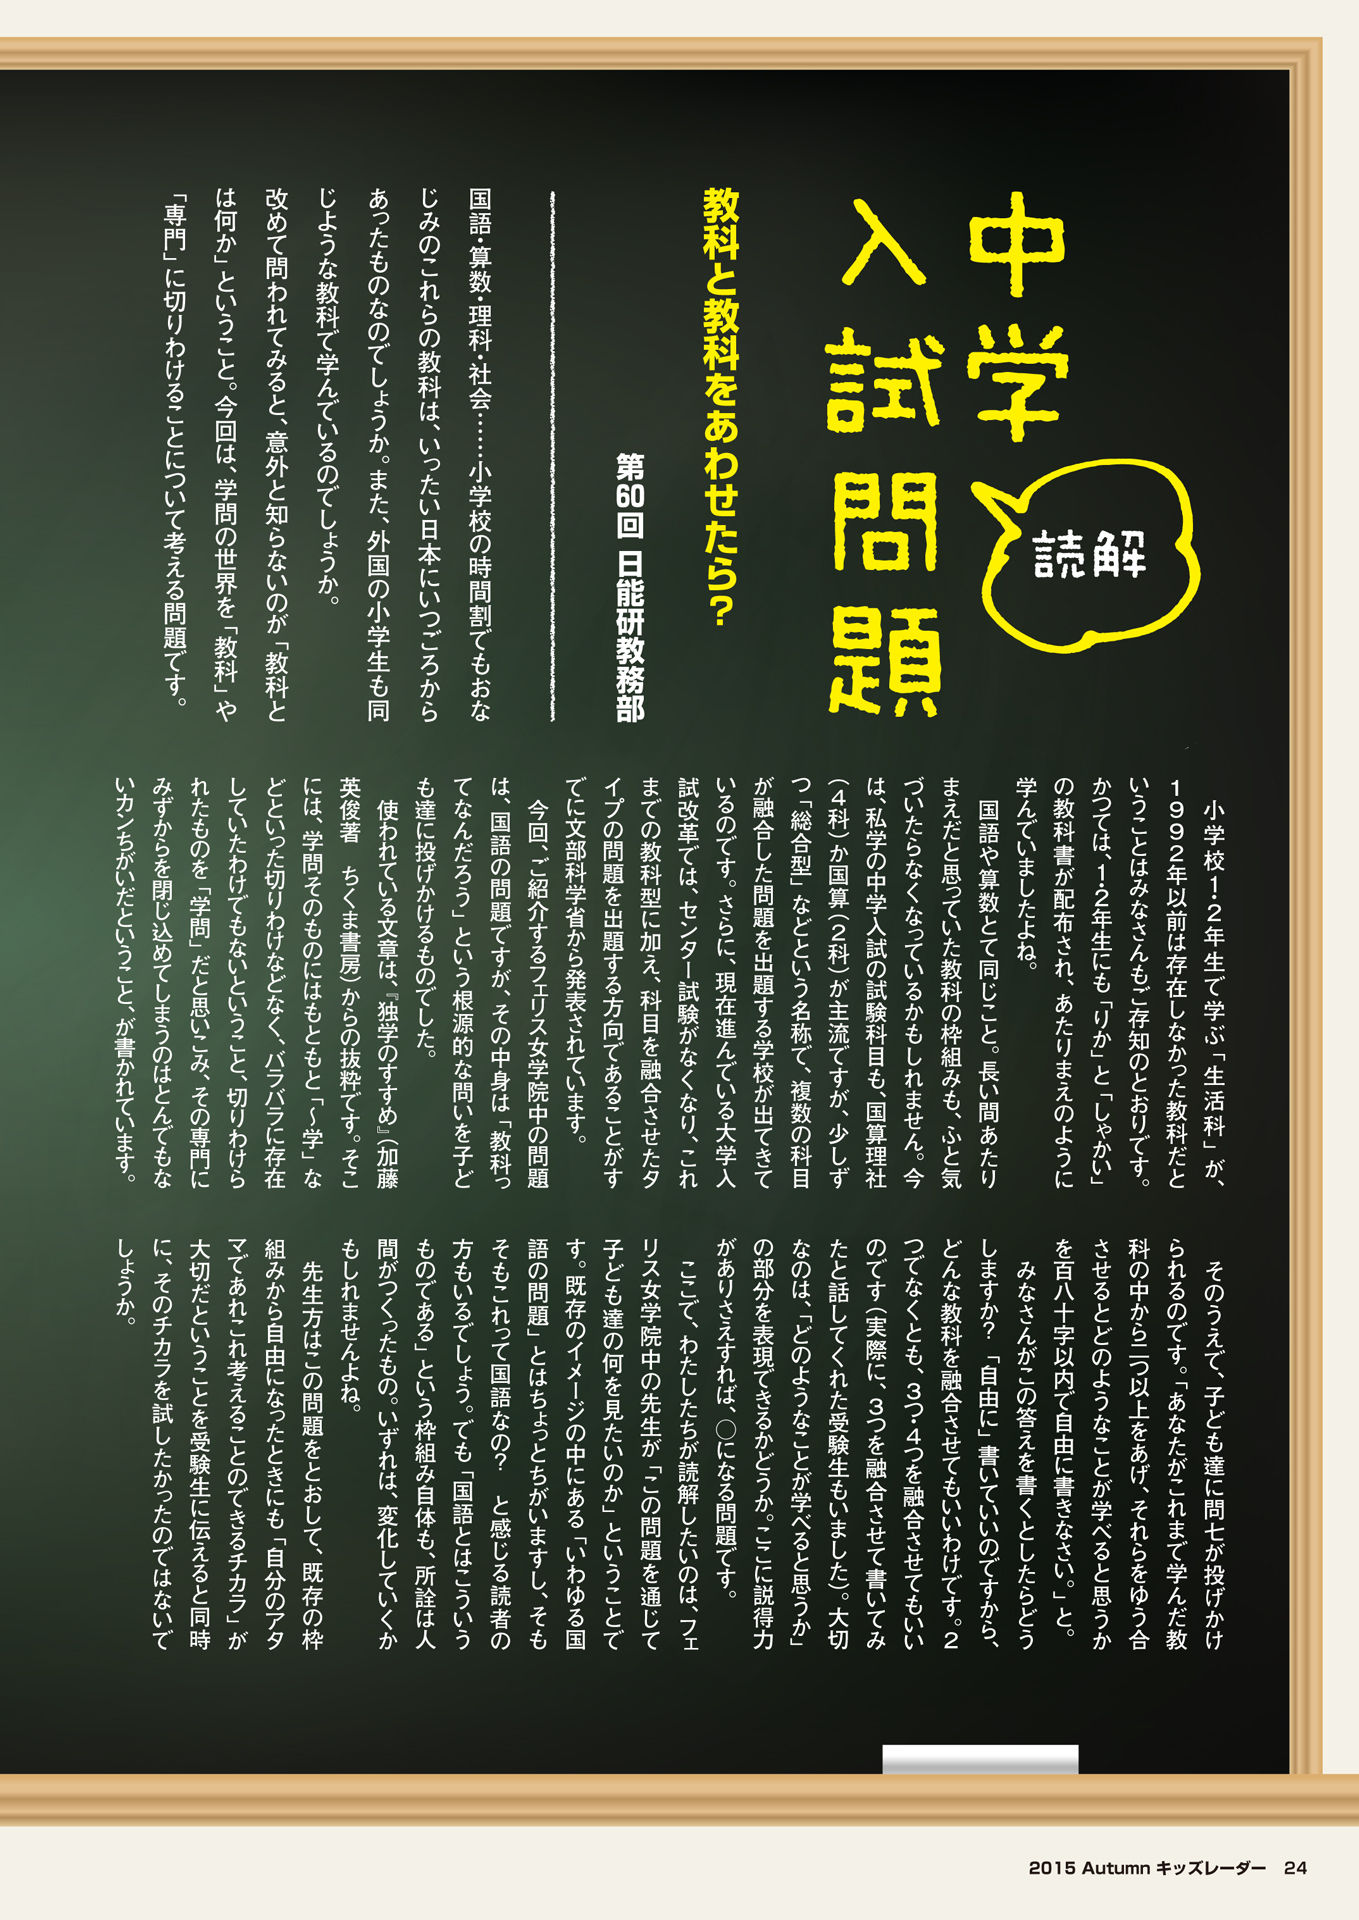 中学
入試問題
読解
教科と教科をあわせたら？
第60回 日能研教務部
国語・算数・理科・社会……小学校の時間割でもおな
じみのこれらの教科は、いったい日本にいつごろから
あったものなのでしょうか。また、外国の小学生も同
じような教科で学んでいるのでしょうか。
改めて問われてみると、意外と知らないのが「教科と
は何か」ということ。今回は、学問の世界を「教科」や
「専門」に切りわけることについて考える問題です。
小学校１・２年生で学ぶ「生活科」が、
１９９２年以前は存在しなかった教科だと
いうことはみなさんもご存知のとおりです。
かつては、１・２年生にも「りか」と「しゃかい」
の教科書が配布され、あたりまえのように
学んでいましたよね。
国語や算数とて同じこと。長い間あたり
まえだと思っていた教科の枠組みも、ふと気
づいたらなくなっているかもしれません。今
は、私学の中学入試の試験科目も、国算理社
（４科）か国算（２科）が主流ですが、少しず
つ「総合型」などという名称で、複数の科目
が融合した問題を出題する学校が出てきて
いるのです。さらに、現在進んでいる大学入
試改革では、センター試験がなくなり、これ
までの教科型に加え、科目を融合させたタ
イプの問題を出題する方向であることがす
でに文部科学省から発表されています。
今回、ご紹介するフェリス女学院中の問題
は、国語の問題ですが、その中身は「教科っ
てなんだろう」という根源的な問いを子ど
も達に投げかけるものでした。
使われている文章は、『独学のすすめ』（加藤
英俊著　ちくま書房）からの抜粋です。そこ
には、学問そのものにはもともと「～学」な
どといった切りわけなどなく、バラバラに存在
していたわけでもないということ、切りわけら
れたものを「学問」だと思いこみ、その専門に
みずからを閉じ込めてしまうのはとんでもな
いカンちがいだということ、が書かれています。
そのうえで、子ども達に問七が投げかけ
られるのです。「あなたがこれまで学んだ教
科の中から二つ以上をあげ、それらをゆう合
させるとどのようなことが学べると思うか
を百八十字以内で自由に書きなさい。」と。
みなさんがこの答えを書くとしたらどう
しますか？　「自由に」書いていいのですから、
どんな教科を融合させてもいいわけです。２
つでなくとも、３つ・４つを融合させてもいい
のです（実際に、３つを融合させて書いてみ
たと話してくれた受験生もいました）。大切
なのは、「どのようなことが学べると思うか」
の部分を表現できるかどうか。ここに説得力
がありさえすれば、◯になる問題です。
ここで、わたしたちが読解したいのは、フェ
リス女学院中の先生が「この問題を通じて
子ども達の何を見たいのか」ということで
す。既存のイメージの中にある「いわゆる国
語の問題」とはちょっとちがいますし、そも
そもこれって国語なの？　と感じる読者の
方もいるでしょう。でも「国語とはこういう
ものである」という枠組み自体も、所詮は人
間がつくったもの。いずれは、変化していくか
もしれませんよね。
先生方はこの問題をとおして、既存の枠
組みから自由になったときにも「自分のアタ
マであれこれ考えることのできるチカラ」が
大切だということを受験生に伝えると同時
に、そのチカラを試したかったのではないで
しょうか。
2015 Autumn キッズレーダー　24